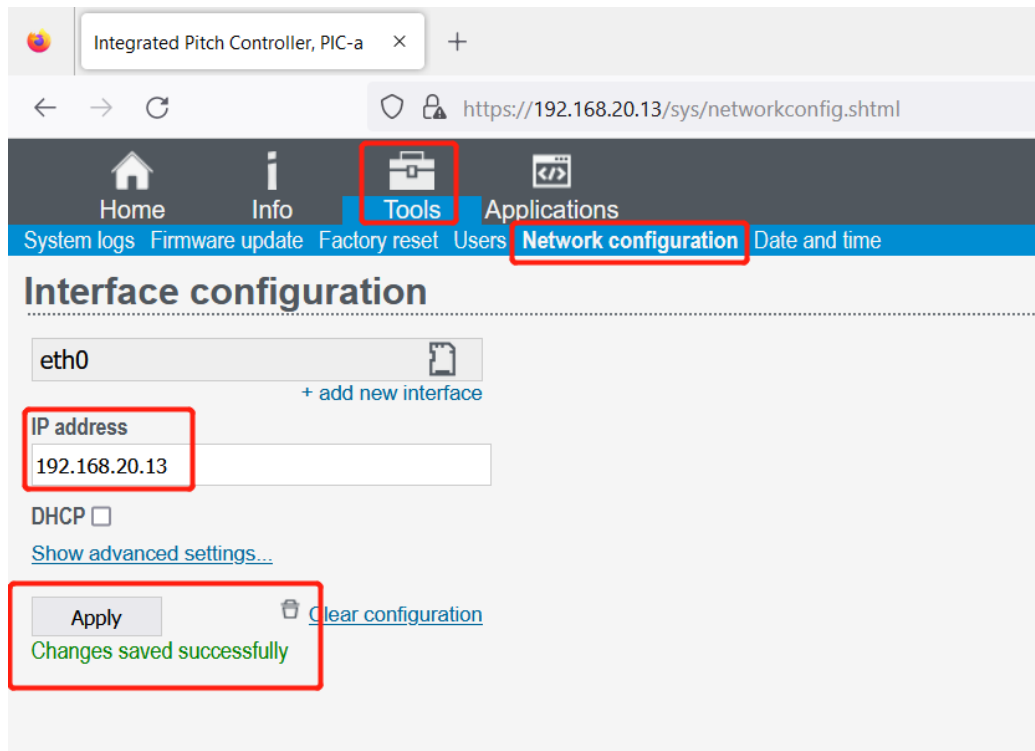 Integrated Pitch Controller, PIC-a
https://192.168.20.13/sys/networkconfig.shtml
Home Info Tools Applications
System logs Firmware update Factory reset Users Network configuration Date and time
Interface configuration
eth0
+ add new interface
IP address
192.168.20.13
DHCP
Show advanced settings...
Apply Clear configuration
Changes saved successfully